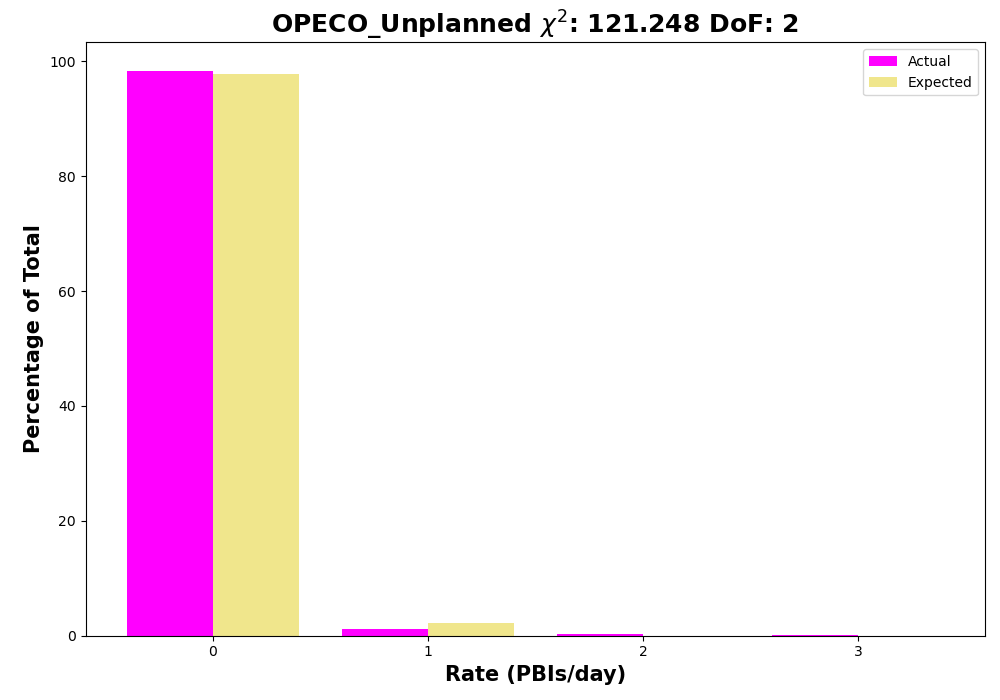 OPECO_Unplanned χ²: 121.248 DoF: 2
Actual
Expected
Percentage of Total
100
80
60
40
20
0
0 1 2 3
Rate (PBIs/day)